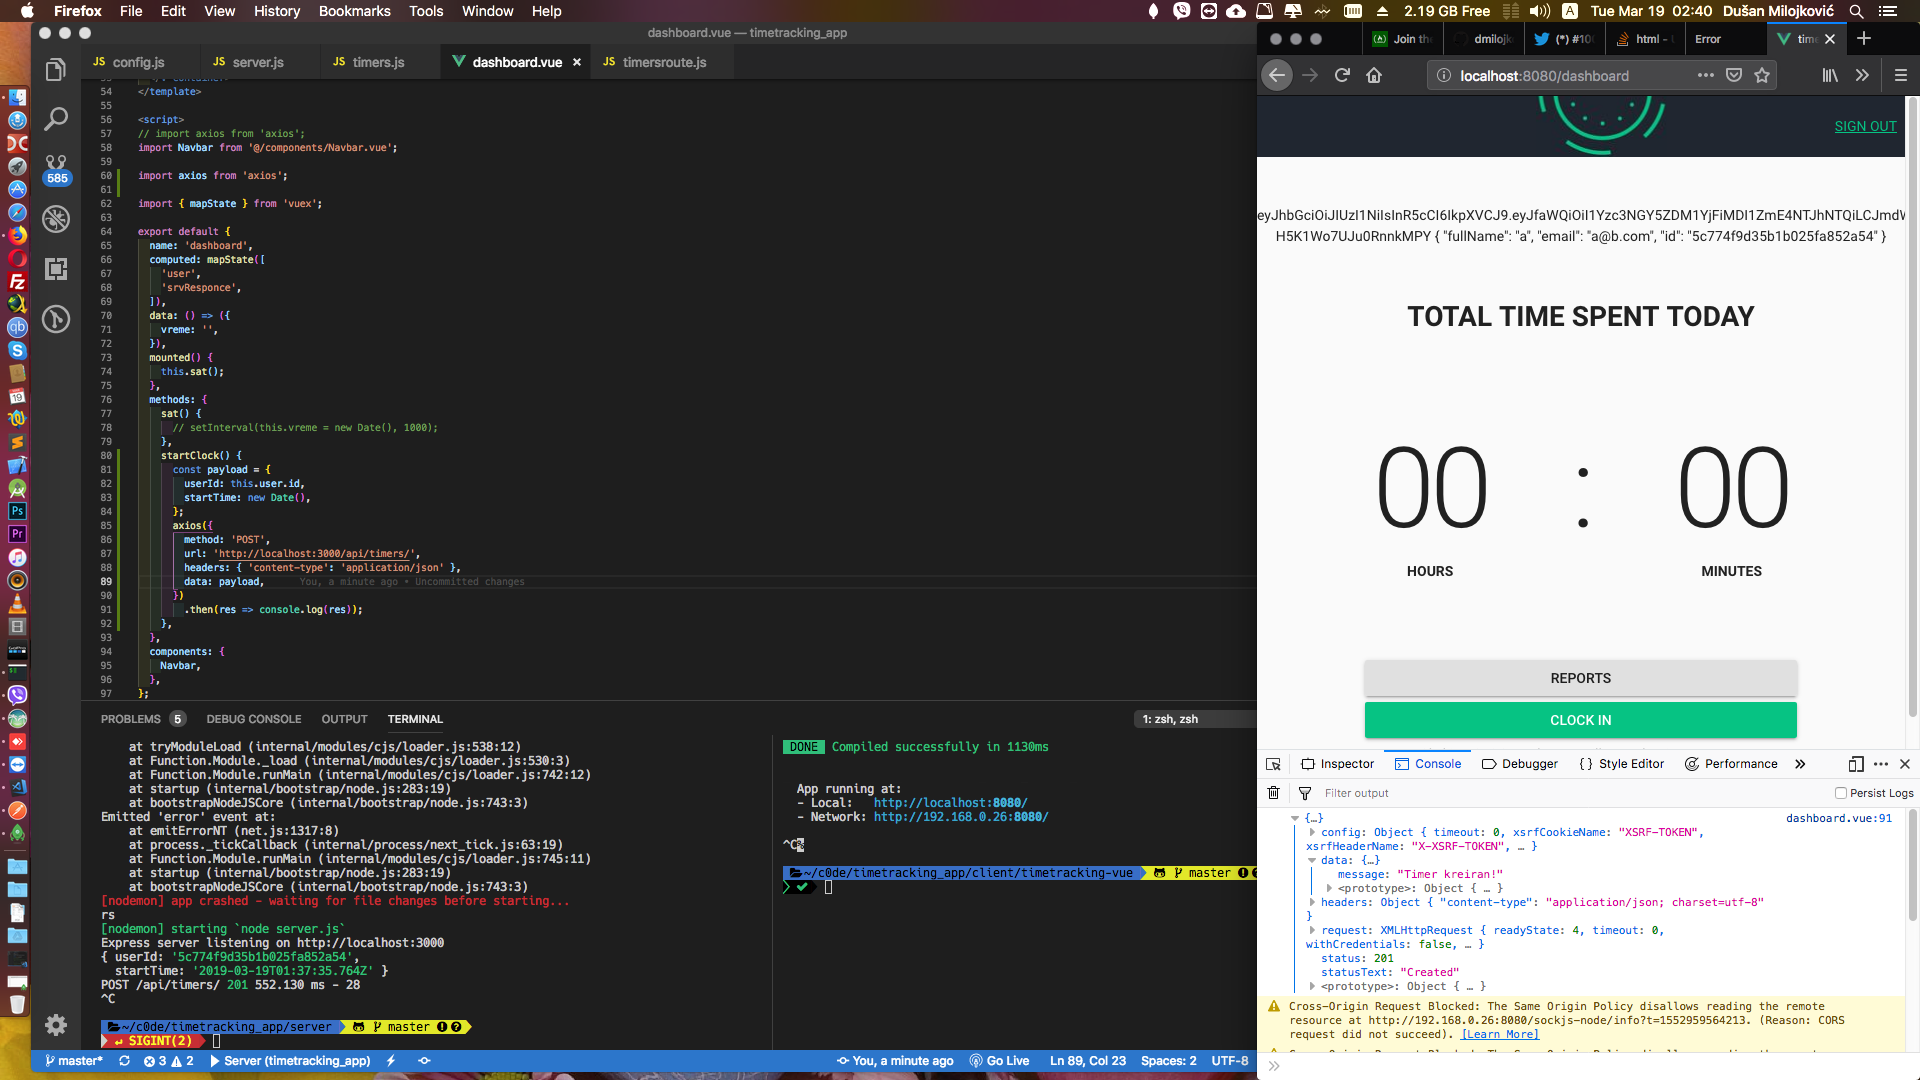 Firefox File Edit View History Bookmarks Tools Window Help
2.19 GB Free Tue Mar 19 02:40 Dušan Milojković
dashboard.vue — timetracking_app
config.js server.js timers.js dashboard.vue timersroute.js
54 </template>
55
56 <script>
57 // import axios from 'axios';
58 import Navbar from '@/components/Navbar.vue';
59
60 import axios from 'axios';
61
62 import { mapState } from 'vuex';
63
64 export default {
65 name: 'dashboard',
66 computed: mapState([
67 'user',
68 'srvResponce',
69 ]),
70 data: () => ({
71 vreme: '',
72 }),
73 mounted() {
74 this.sat();
75 },
76 methods: {
77 sat() {
78 // setInterval(this.vreme = new Date(), 1000);
79 },
80 startClock() {
81 const payload = {
82 userId: this.user.id,
83 startTime: new Date(),
84 };
85 axios({
86 method: 'POST',
87 url: 'http://localhost:3000/api/timers/',
88 headers: { 'content-type': 'application/json' },
89 data: payload, You, a minute ago • Uncommitted changes
90 })
91 .then(res => console.log(res));
92 },
93 },
94 components: {
95 Navbar,
96 },
97 };
585
PROBLEMS 5 DEBUG CONSOLE OUTPUT TERMINAL 1: zsh, zsh
at tryModuleLoad (internal/modules/cjs/loader.js:538:12)
at Function.Module._load (internal/modules/cjs/loader.js:530:3)
at Function.Module.runMain (internal/modules/cjs/loader.js:742:12)
at startup (internal/bootstrap/node.js:283:19)
at bootstrapNodeJSCore (internal/bootstrap/node.js:743:3)
Emitted 'error' event at:
at emitErrorNT (net.js:1317:8)
at process._tickCallback (internal/process/next_tick.js:63:19)
at Function.Module.runMain (internal/modules/cjs/loader.js:745:11)
at startup (internal/bootstrap/node.js:283:19)
at bootstrapNodeJSCore (internal/bootstrap/node.js:743:3)
[nodemon] app crashed - waiting for file changes before starting...
rs
[nodemon] starting `node server.js`
Express server listening on http://localhost:3000
{ userId: '5c774f9d35b1b025fa852a54',
startTime: '2019-03-19T01:37:35.764Z' }
POST /api/timers/ 201 552.130 ms - 28
^C
~/c0de/timetracking_app/server master
SIGINT(2)
DONE Compiled successfully in 1130ms
App running at:
- Local: http://localhost:8080/
- Network: http://192.168.0.26:8080/
^C%
~/c0de/timetracking_app/client/timetracking-vue master
master* 3 2 Server (timetracking_app) You, a minute ago Go Live Ln 89, Col 23 Spaces: 2 UTF-8
Join the dmilojk (*) #10 html - Error time
localhost:8080/dashboard
SIGN OUT
H5K1Wo7UJu0RnnkMPY { "fullName": "a", "email": "a@b.com", "id": "5c774f9d35b1b025fa852a54" }
TOTAL TIME SPENT TODAY
00 : 00
HOURS MINUTES
REPORTS
CLOCK IN
Inspector Console Debugger { } Style Editor Performance
Filter output Persist Logs
{…} dashboard.vue:91
config: Object { timeout: 0, xsrfCookieName: "XSRF-TOKEN",
xsrfHeaderName: "X-XSRF-TOKEN", … }
data: {…}
message: "Timer kreiran!"
<prototype>: Object { … }
headers: Object { "content-type": "application/json; charset=utf-8"
}
request: XMLHttpRequest { readyState: 4, timeout: 0,
withCredentials: false, … }
status: 201
statusText: "Created"
<prototype>: Object { … }
Cross-Origin Request Blocked: The Same Origin Policy disallows reading the remote
resource at http://192.168.0.26:8080/sockjs-node/info?t=1552959564213. (Reason: CORS
request did not succeed). [Learn More]